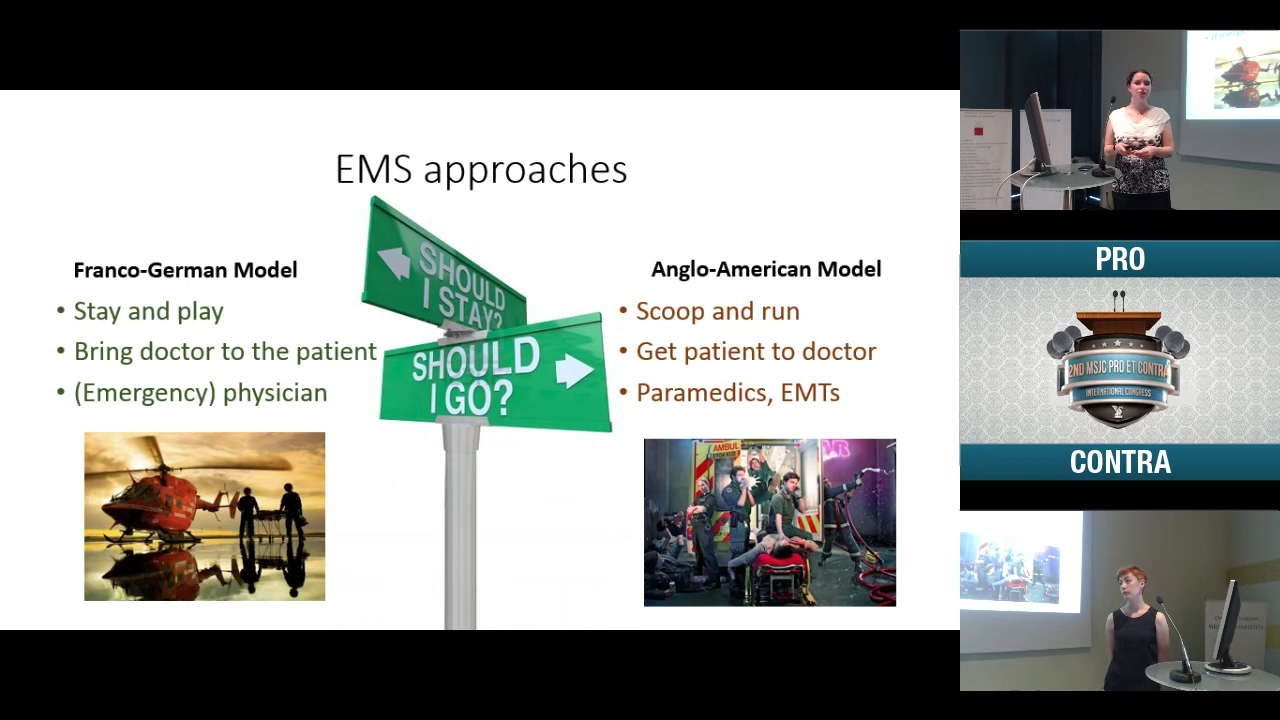 EMS approaches
SHOULD
I STAY?
SHOULD
I GO?
Franco-German Model
• Stay and play
• Bring doctor to the patient
• (Emergency) physician
Anglo-American Model
• Scoop and run
• Get patient to doctor
• Paramedics, EMTs
AMBUL
PRO
2ND MSJC PRO ET CONTRA
INTERNATIONAL CONGRESS
CONTRA